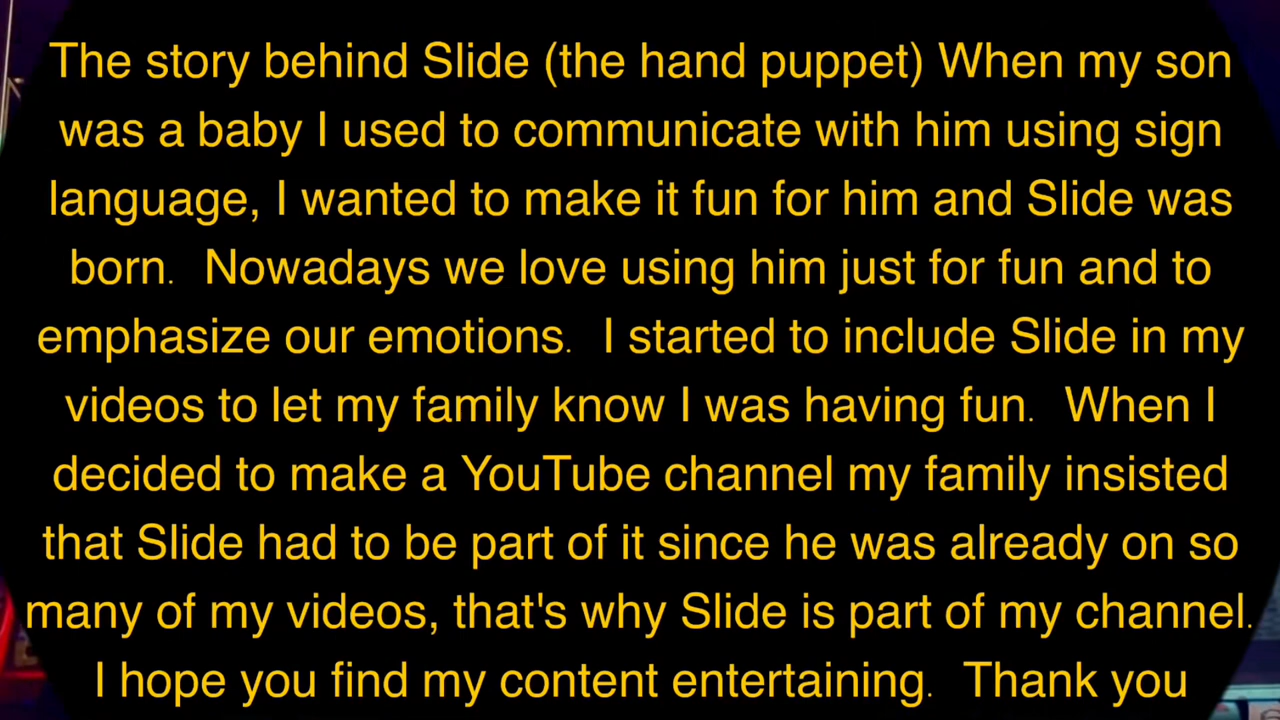 The story behind Slide (the hand puppet) When my son
was a baby I used to communicate with him using sign
language, I wanted to make it fun for him and Slide was
born.  Nowadays we love using him just for fun and to
emphasize our emotions.  I started to include Slide in my
videos to let my family know I was having fun.  When I
decided to make a YouTube channel my family insisted
that Slide had to be part of it since he was already on so
many of my videos, that's why Slide is part of my channel.
I hope you find my content entertaining.  Thank you